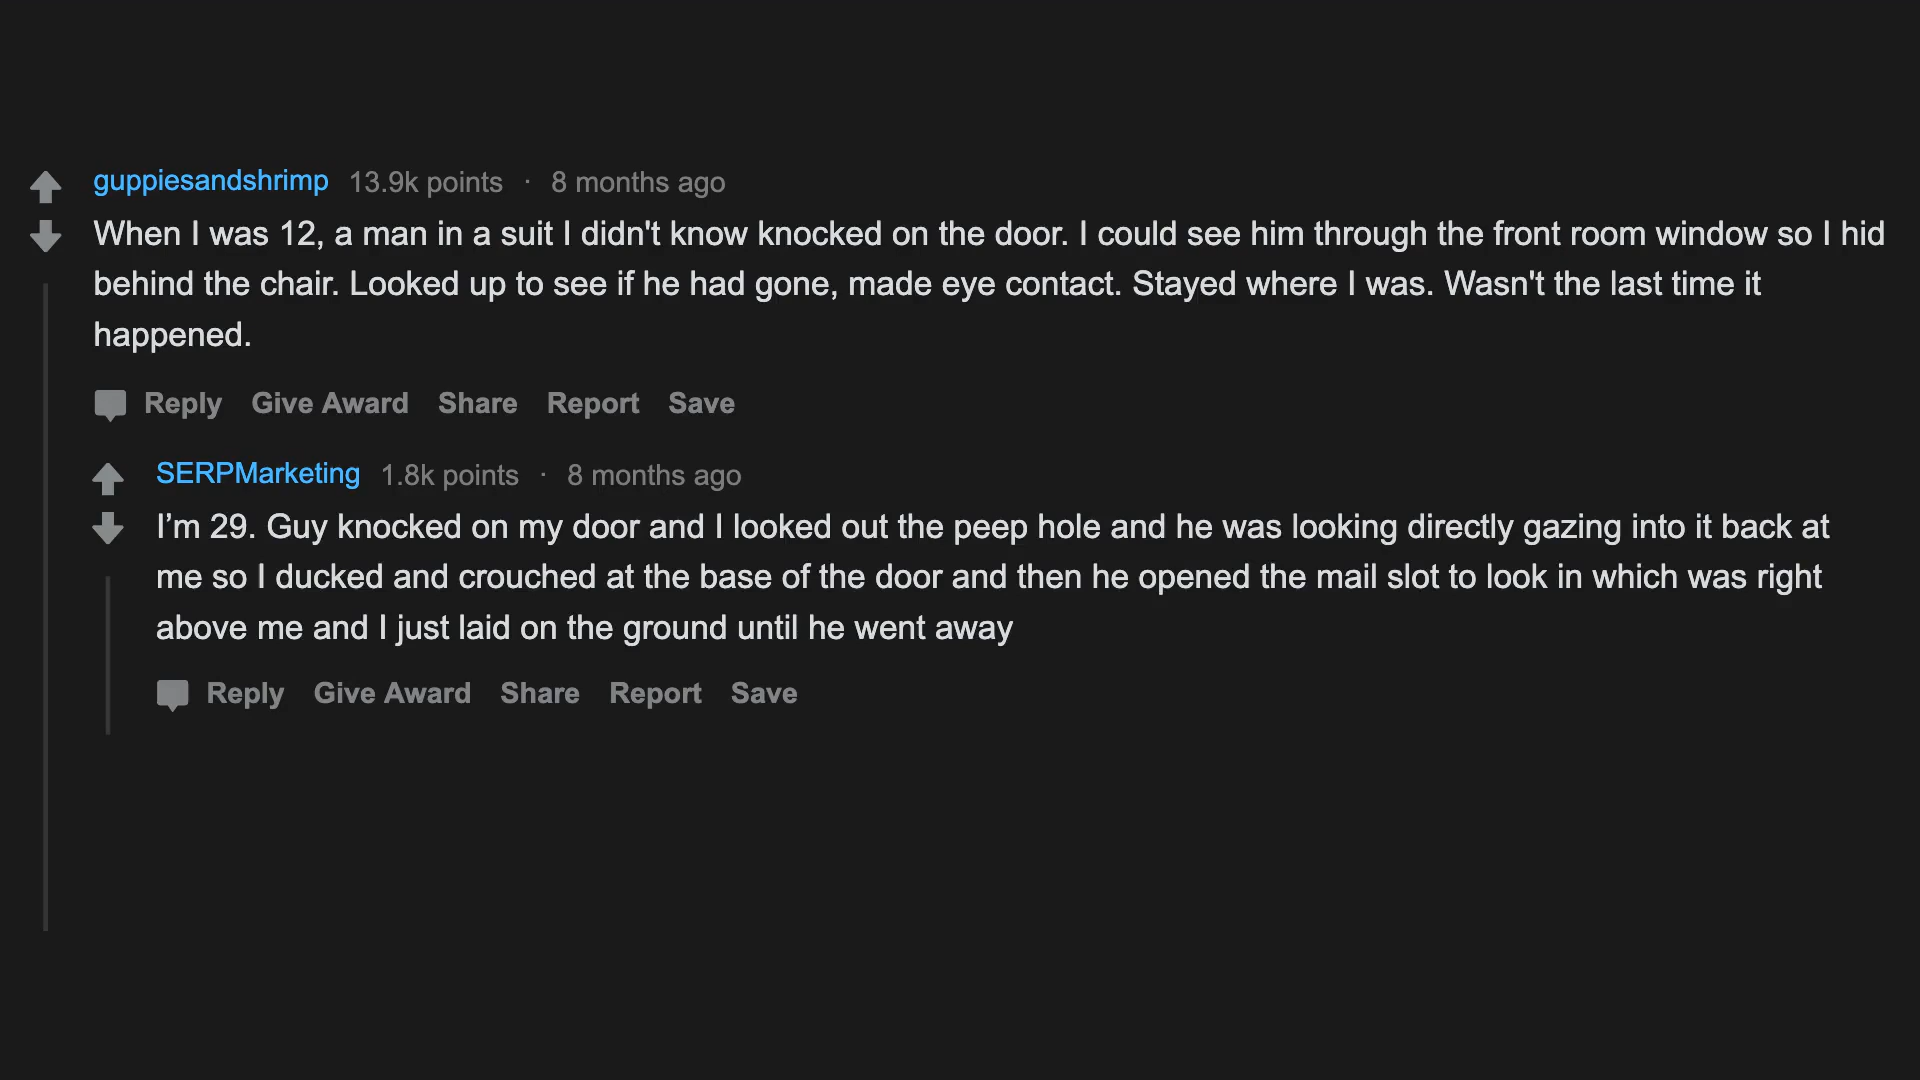 guppiesandshrimp 13.9k points · 8 months ago
When I was 12, a man in a suit I didn't know knocked on the door. I could see him through the front room window so I hid
behind the chair. Looked up to see if he had gone, made eye contact. Stayed where I was. Wasn't the last time it
happened.
Reply Give Award Share Report Save
SERPMarketing 1.8k points · 8 months ago
I’m 29. Guy knocked on my door and I looked out the peep hole and he was looking directly gazing into it back at
me so I ducked and crouched at the base of the door and then he opened the mail slot to look in which was right
above me and I just laid on the ground until he went away
Reply Give Award Share Report Save